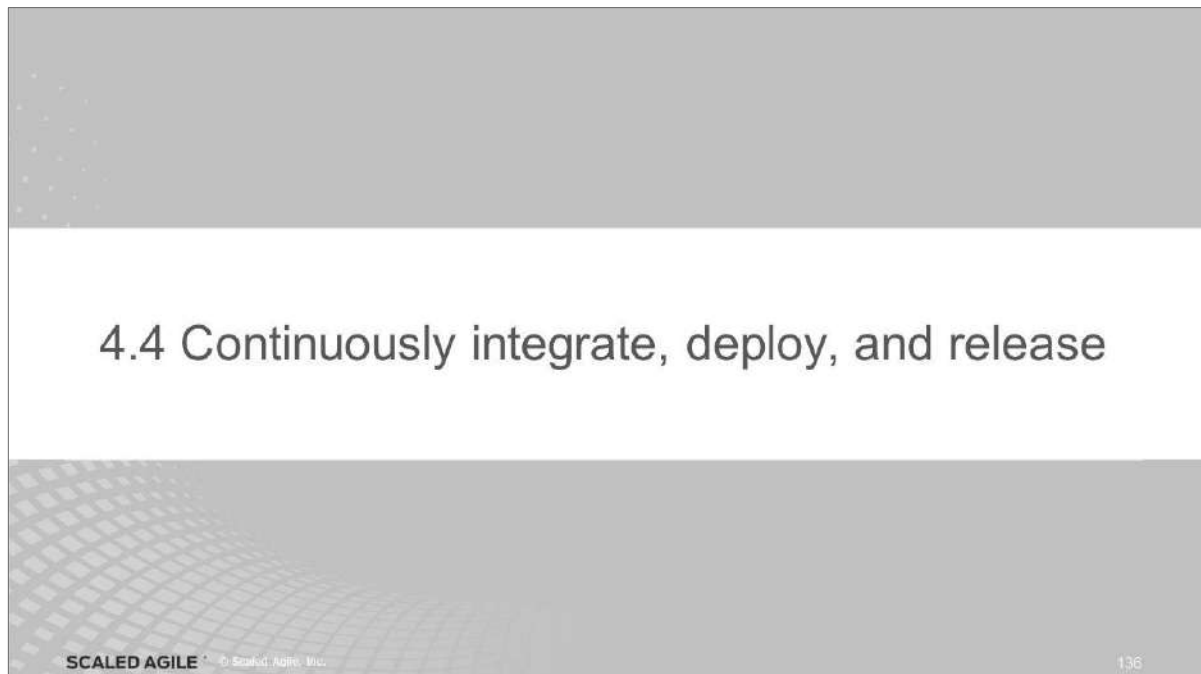 4.4 Continuously integrate, deploy, and release
SCALED AGILE © Scaled Agile, Inc.
136